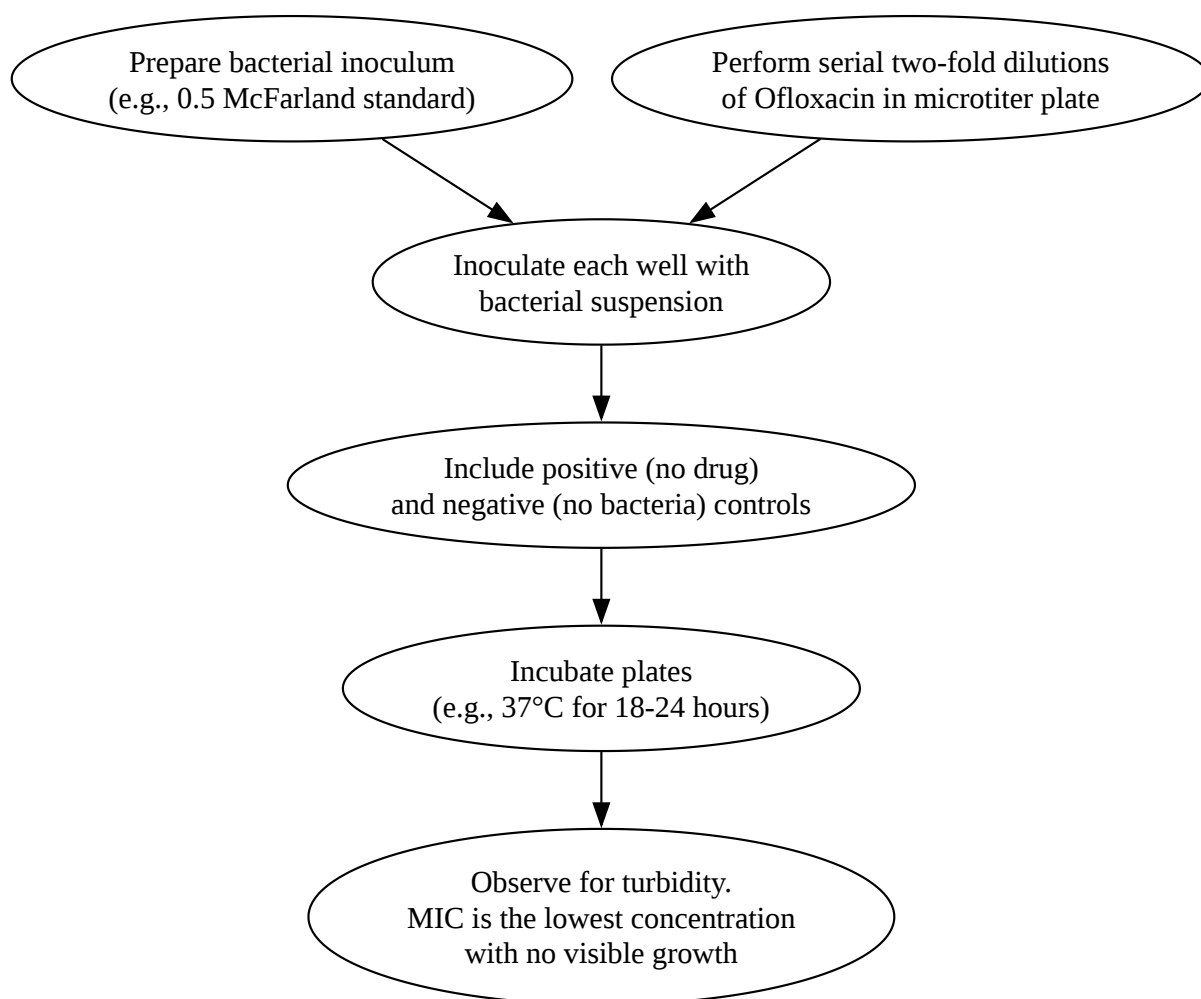 Prepare bacterial inoculum
(e.g., 0.5 McFarland standard)
Perform serial two-fold dilutions
of Ofloxacin in microtiter plate
Inoculate each well with
bacterial suspension
Include positive (no drug)
and negative (no bacteria) controls
Incubate plates
(e.g., 37°C for 18-24 hours)
Observe for turbidity.
MIC is the lowest concentration
with no visible growth